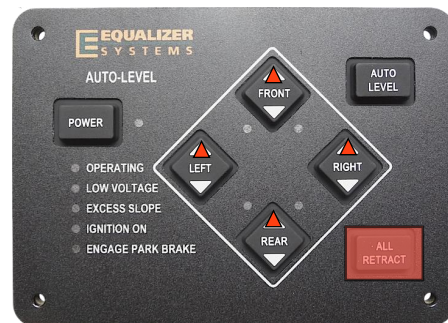 EQUALIZER
SYSTEMS
AUTO-LEVEL
AUTO
LEVEL
FRONT
POWER
LEFT
RIGHT
OPERATING
LOW VOLTAGE
EXCESS SLOPE
IGNITION ON
ENGAGE PARK BRAKE
REAR
ALL
RETRACT